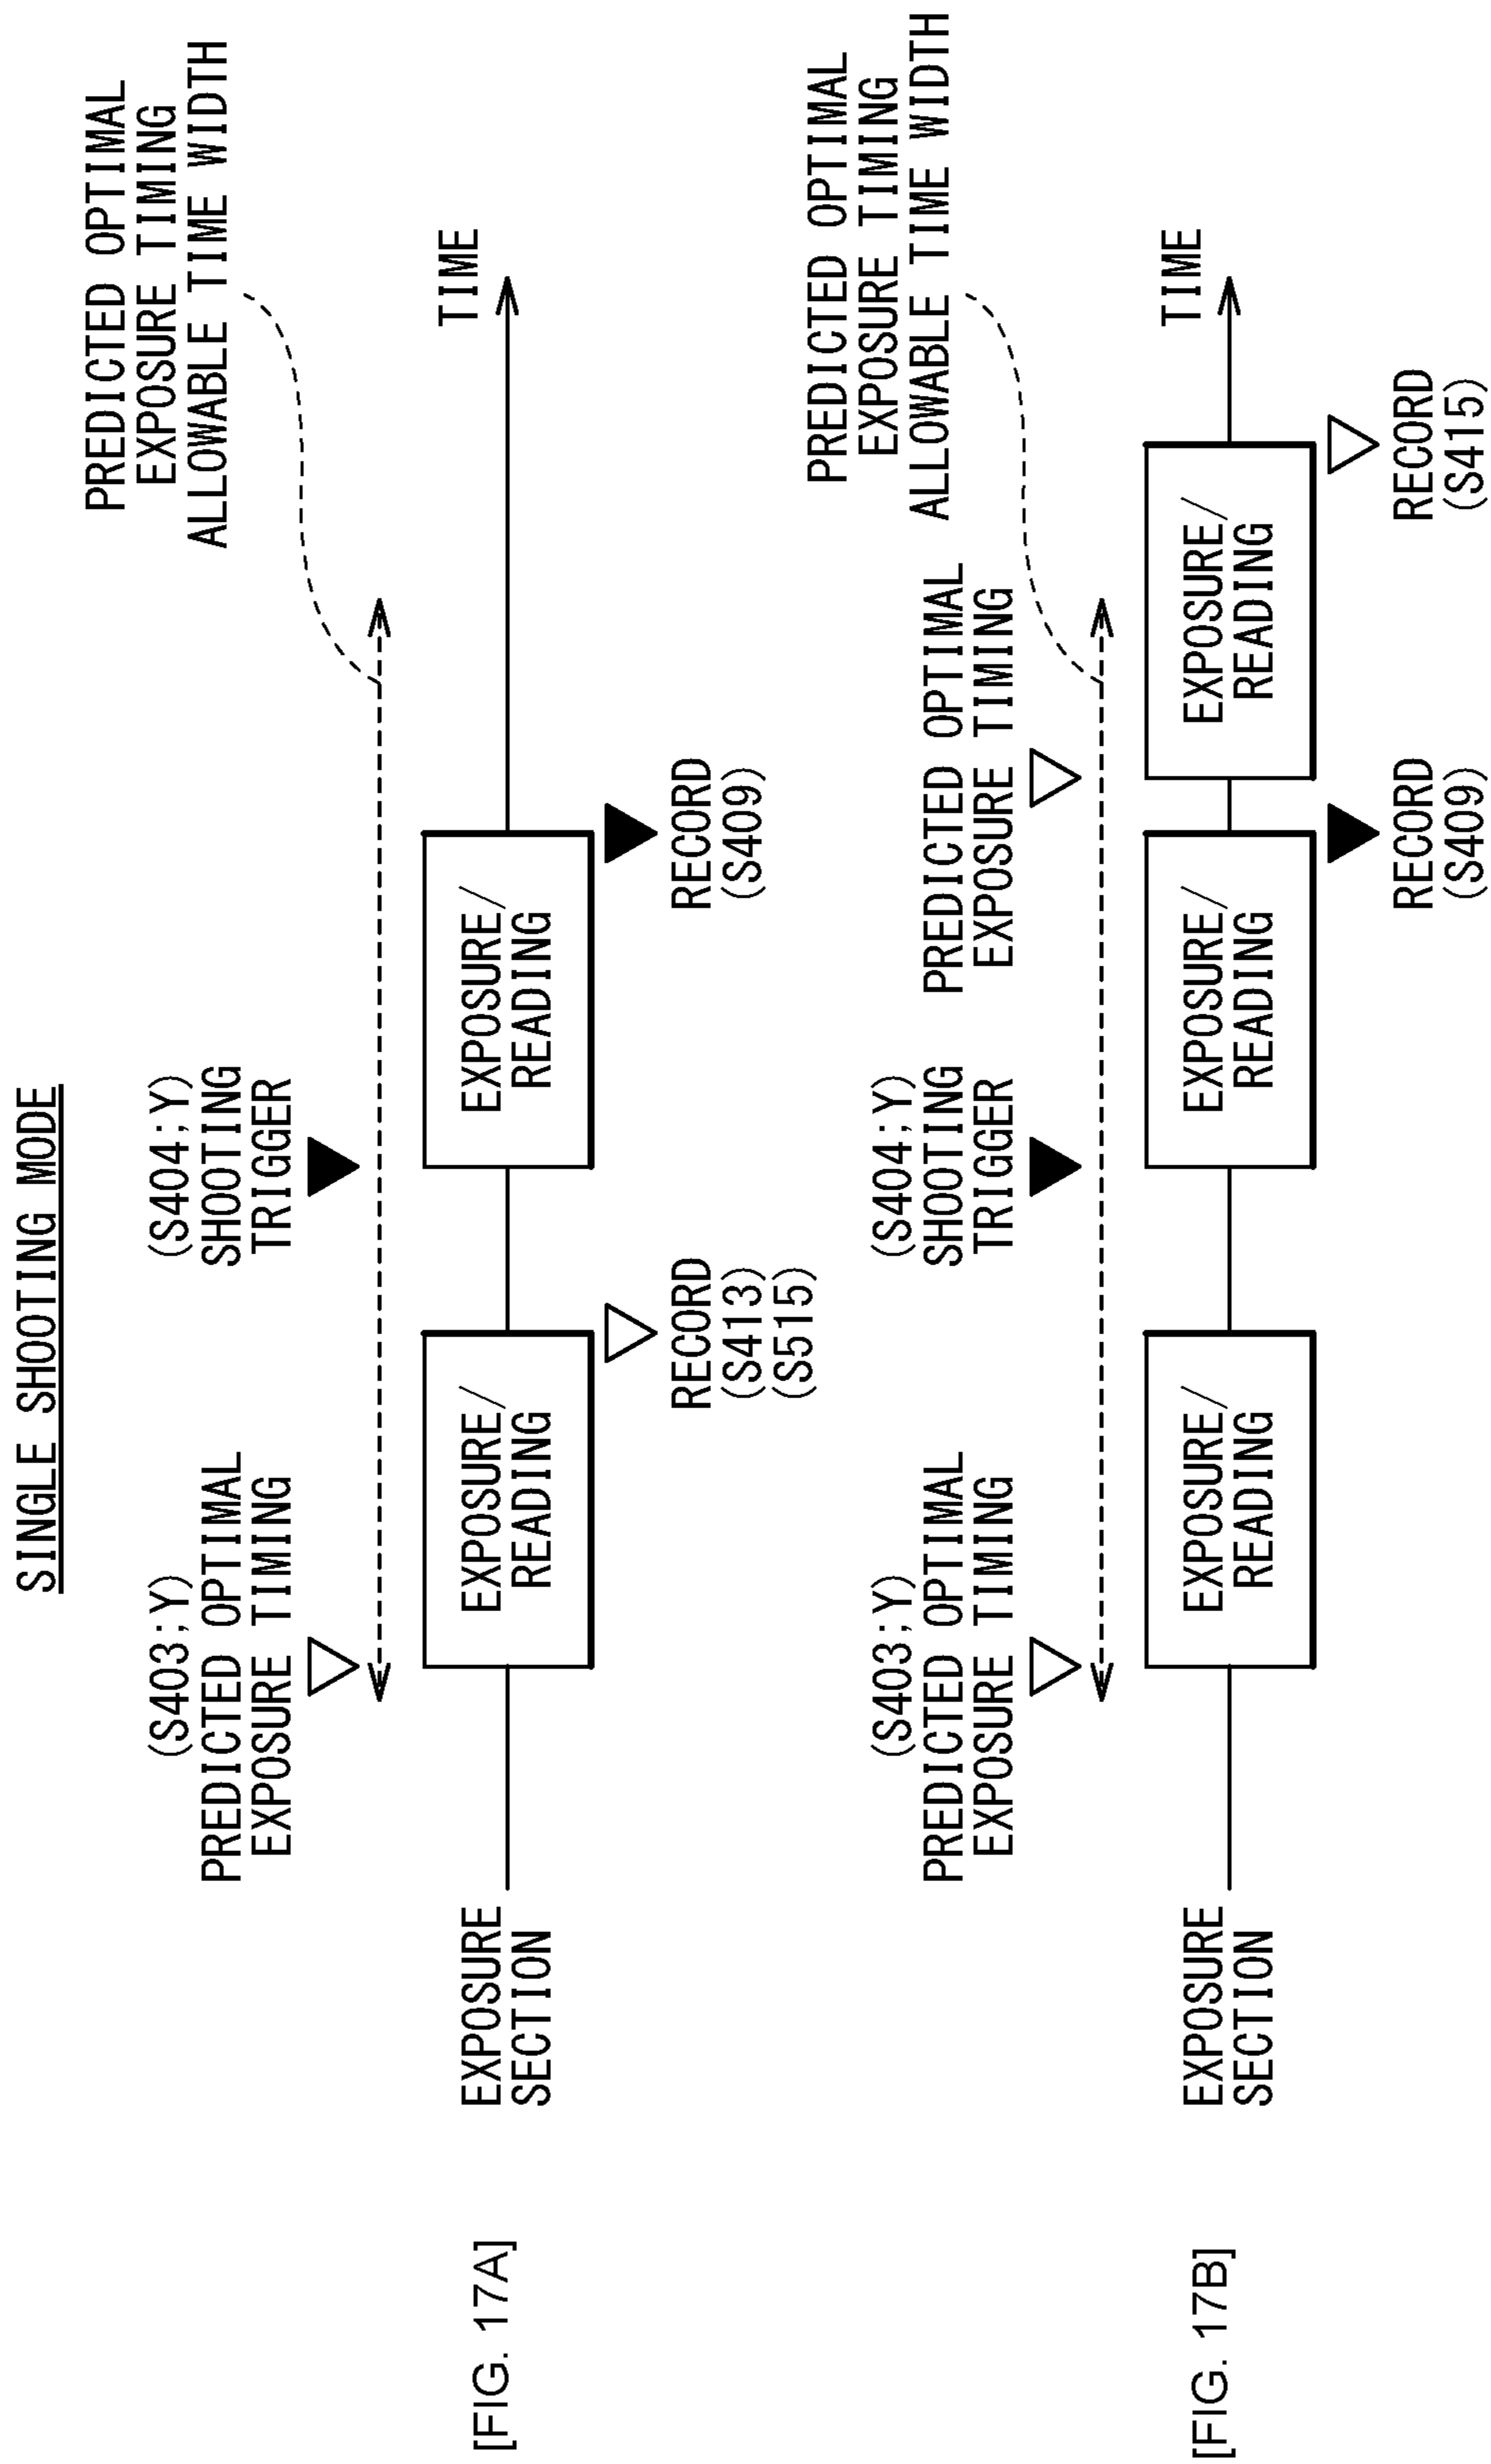 SINGLE SHOOTING MODE
[FIG. 17A]
(S403;Y)
PREDICTED OPTIMAL
EXPOSURE TIMING
(S404;Y)
SHOOTING
TRIGGER
PREDICTED OPTIMAL
EXPOSURE TIMING
ALLOWABLE TIME WIDTH
EXPOSURE
SECTION
EXPOSURE/
READING
EXPOSURE/
READING
TIME
RECORD
(S413)
(S515)
RECORD
(S409)
[FIG. 17B]
(S403;Y)
PREDICTED OPTIMAL
EXPOSURE TIMING
(S404;Y)
SHOOTING
TRIGGER
PREDICTED OPTIMAL
EXPOSURE TIMING
PREDICTED OPTIMAL
EXPOSURE TIMING
ALLOWABLE TIME WIDTH
EXPOSURE
SECTION
EXPOSURE/
READING
EXPOSURE/
READING
EXPOSURE/
READING
TIME
RECORD
(S409)
RECORD
(S415)